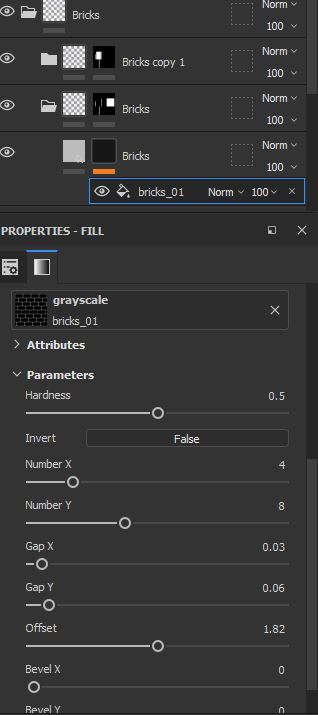 Norm
Bricks
100
Norm
Bricks copy 1
100
Norm
Bricks
100
Norm
Bricks
100
bricks_01 Norm 100
PROPERTIES - FILL
grayscale
bricks_01
Attributes
Parameters
Hardness 0.5
Invert False
Number X 4
Number Y 8
Gap X 0.03
Gap Y 0.06
Offset 1.82
Bevel X 0
Bevel Y 0